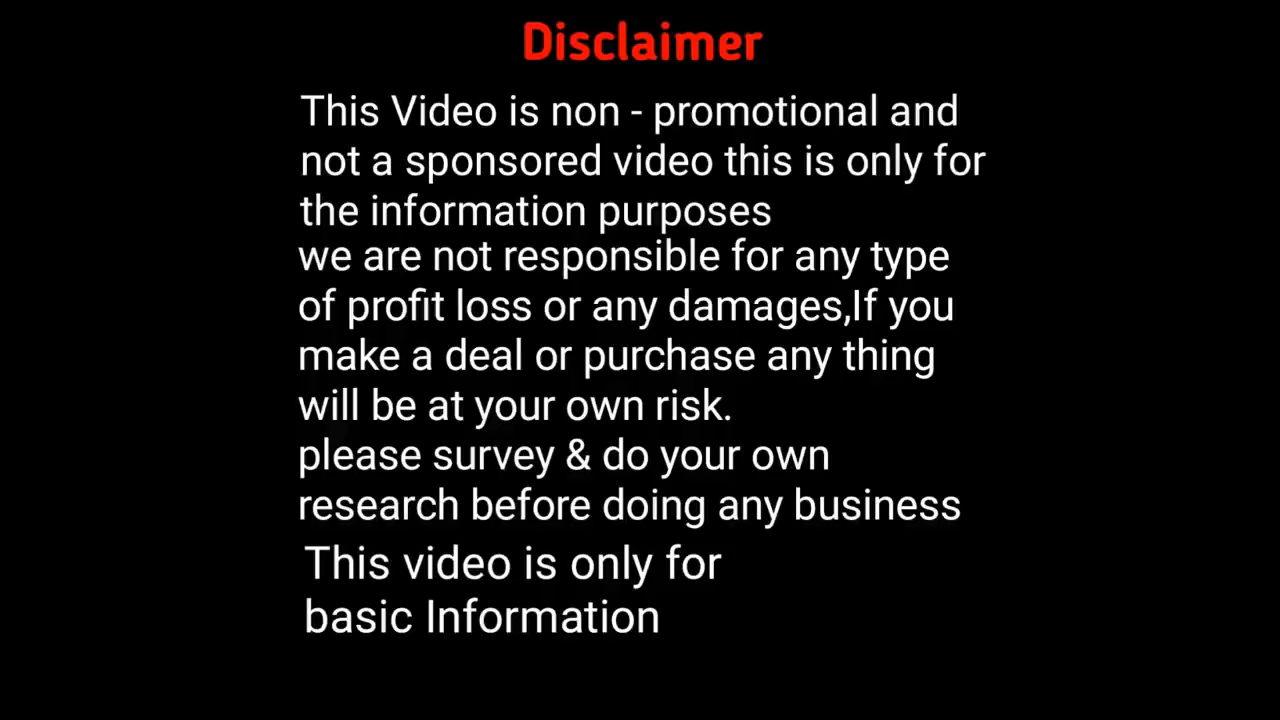 Disclaimer
This Video is non - promotional and
not a sponsored video this is only for
the information purposes
we are not responsible for any type
of profit loss or any damages,If you
make a deal or purchase any thing
will be at your own risk.
please survey & do your own
research before doing any business
This video is only for
basic Information